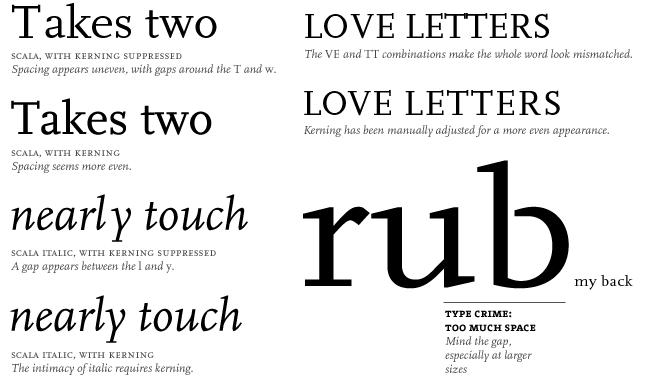 Takes two
SCALA, WITH KERNING SUPPRESSED
Spacing appears uneven, with gaps around the T and w.
Takes two
SCALA, WITH KERNING
Spacing seems more even.
nearly touch
SCALA ITALIC, WITH KERNING SUPPRESSED
A gap appears between the l and y.
nearly touch
SCALA ITALIC, WITH KERNING
The intimacy of italic requires kerning.
LOVE LETTERS
The VE and TT combinations make the whole word look mismatched.
LOVE LETTERS
Kerning has been manually adjusted for a more even appearance.
rub my back
TYPE CRIME:
TOO MUCH SPACE
Mind the gap,
especially at larger
sizes